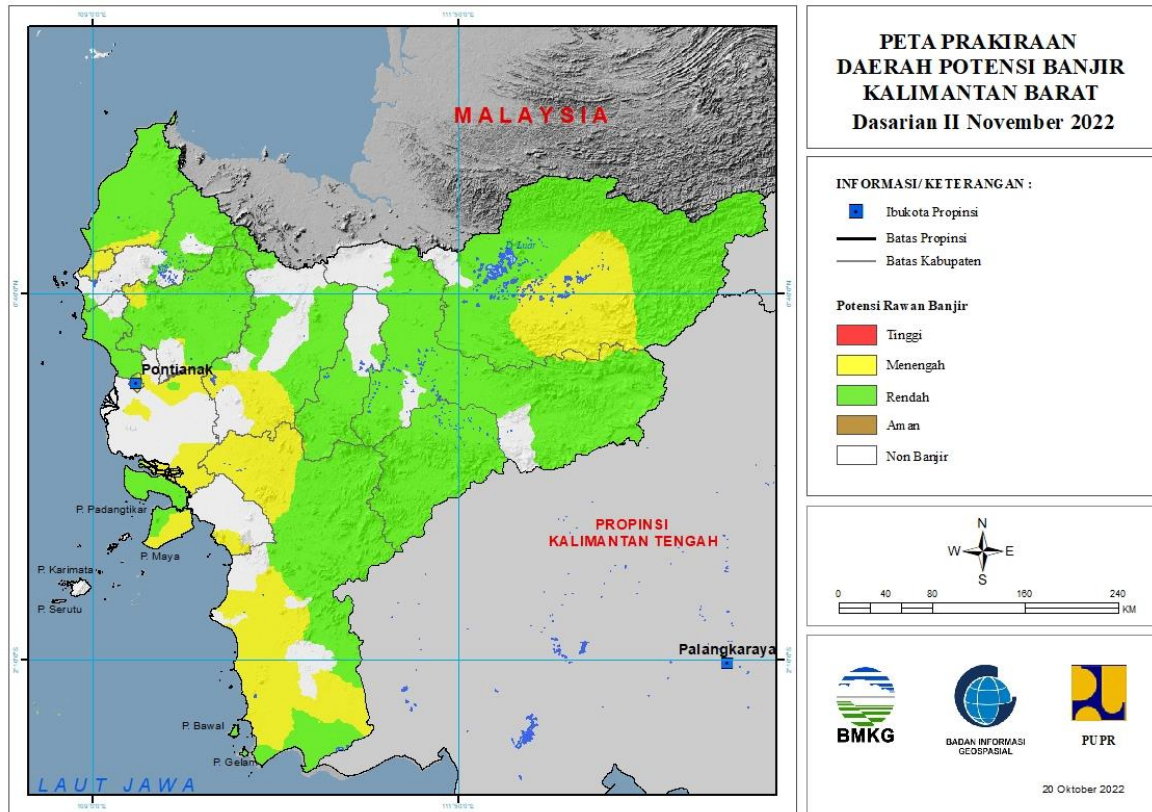 PETA PRAKIRAAN
DAERAH POTENSI BANJIR
KALIMANTAN BARAT
Dasarian II November 2022
INFORMASI/ KETERANGAN :
Ibukota Propinsi
Batas Propinsi
Batas Kabupaten
Potensi Rawan Banjir
Tinggi
Menengah
Rendah
Aman
Non Banjir
N
W
E
S
0 40 80 160 240
KM
BMKG
BADAN INFORMASI
GEOSPASIAL
PUPR
20 Oktober 2022
MALAYSIA
D. Luar
Pontianak
P. Padangtikar
P. Maya
P. Karimata
P. Serutu
PROPINSI
KALIMANTAN TENGAH
Palangkaraya
P. Bawal
P. Gelam
LAUT JAWA